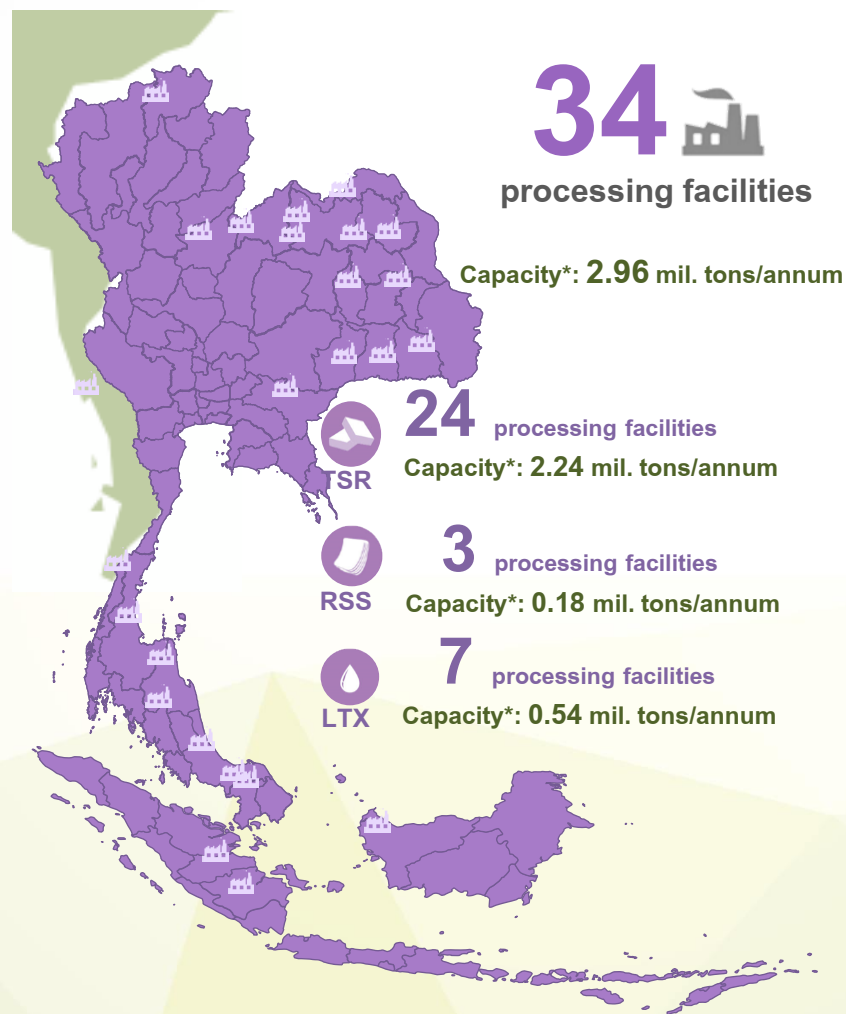 34
processing facilities
Capacity*: 2.96 mil. tons/annum
24 processing facilities
Capacity*: 2.24 mil. tons/annum
TSR
3 processing facilities
RSS
Capacity*: 0.18 mil. tons/annum
7 processing facilities
LTX
Capacity*: 0.54 mil. tons/annum